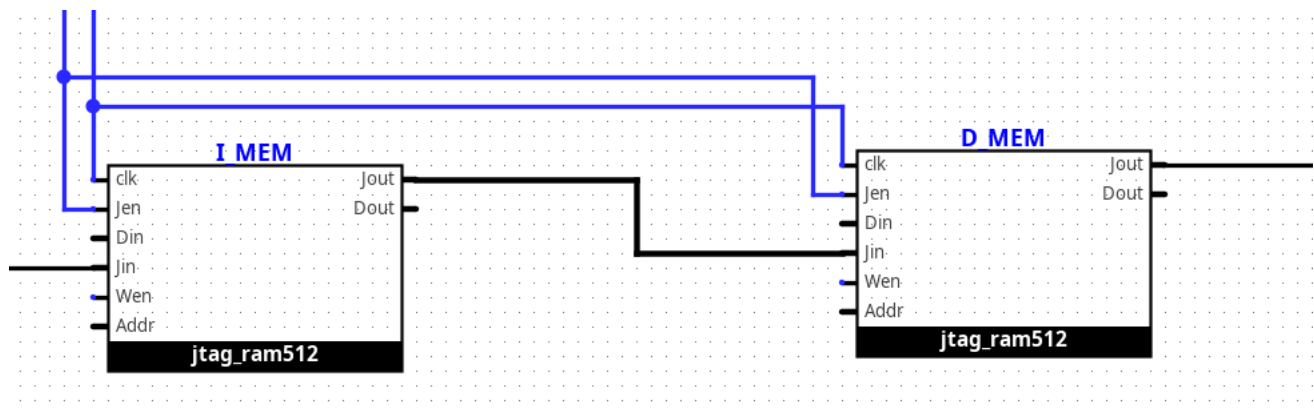 I_MEM
clk
Jen
Din
Jin
Wen
Addr
Jout
Dout
jtag_ram512
D_MEM
clk
Jen
Din
Jin
Wen
Addr
Jout
Dout
jtag_ram512